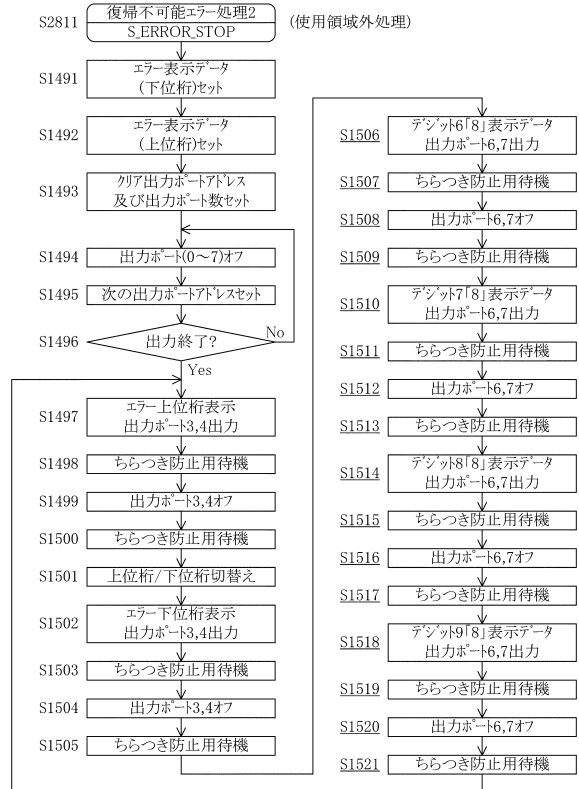 S2811
復帰不可能エラー処理2
S_ERROR_STOP
(使用領域外処理)
S1491
エラー表示データ
(下位桁)セット
S1492
エラー表示データ
(上位桁)セット
S1493
クリア出力ポートアドレス
及び出力ポート数セット
S1494
出力ポート(0～7)オフ
S1495
次の出力ポートアドレスセット
S1496
出力終了?
No
Yes
S1497
エラー上位桁表示
出力ポート3,4出力
S1498
ちらつき防止用待機
S1499
出力ポート3,4オフ
S1500
ちらつき防止用待機
S1501
上位桁/下位桁切替え
S1502
エラー下位桁表示
出力ポート3,4出力
S1503
ちらつき防止用待機
S1504
出力ポート3,4オフ
S1505
ちらつき防止用待機
S1506
デジット6「8」表示データ
出力ポート6,7出力
S1507
ちらつき防止用待機
S1508
出力ポート6,7オフ
S1509
ちらつき防止用待機
S1510
デジット7「8」表示データ
出力ポート6,7出力
S1511
ちらつき防止用待機
S1512
出力ポート6,7オフ
S1513
ちらつき防止用待機
S1514
デジット8「8」表示データ
出力ポート6,7出力
S1515
ちらつき防止用待機
S1516
出力ポート6,7オフ
S1517
ちらつき防止用待機
S1518
デジット9「8」表示データ
出力ポート6,7出力
S1519
ちらつき防止用待機
S1520
出力ポート6,7オフ
S1521
ちらつき防止用待機